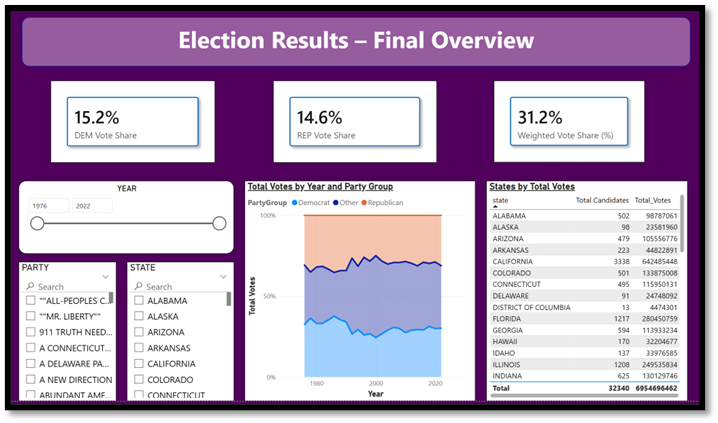 Election Results – Final Overview
15.2%
DEM Vote Share
14.6%
REP Vote Share
31.2%
Weighted Vote Share (%)
YEAR
1976 2022
PARTY
Search
""ALL-PEOPLES C...
""MR. LIBERTY""
911 TRUTH NEED...
A CONNECTICUT...
A DELAWARE PA...
A NEW DIRECTION
ABUNDANT AME...
STATE
Search
ALABAMA
ALASKA
ARIZONA
ARKANSAS
CALIFORNIA
COLORADO
CONNECTICUT
Total Votes by Year and Party Group
PartyGroup Democrat Other Republican
Total Votes
100%
50%
0%
1980 2000 2020
Year
States by Total Votes
state Total Candidates Total_Votes
ALABAMA 502 98787061
ALASKA 98 23581960
ARIZONA 479 105556776
ARKANSAS 223 44822891
CALIFORNIA 3338 642485448
COLORADO 501 133875008
CONNECTICUT 495 115950131
DELAWARE 91 24748092
DISTRICT OF COLUMBIA 13 4474301
FLORIDA 1217 280450759
GEORGIA 594 113933234
HAWAII 170 32204677
IDAHO 137 33976585
ILLINOIS 1208 249535834
INDIANA 625 130129746
Total 32340 6954696462